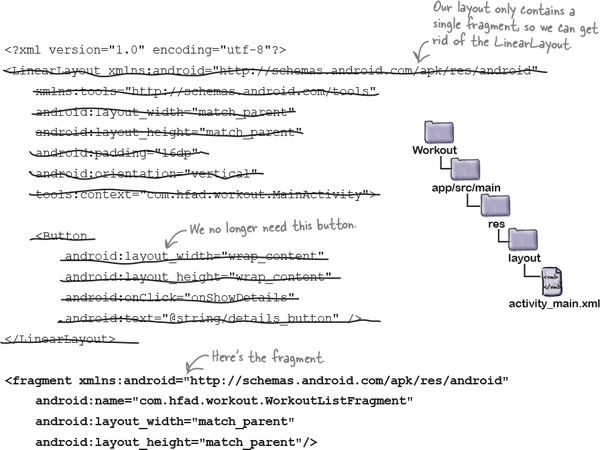 Our layout only contains a
single fragment, so we can get
rid of the LinearLayout.
<?xml version="1.0" encoding="utf-8"?>
<LinearLayout xmlns:android="http://schemas.android.com/apk/res/android"
xmlns:tools="http://schemas.android.com/tools"
android:layout_width="match_parent"
android:layout_height="match_parent"
android:padding="16dp"
android:orientation="vertical"
tools:context="com.hfad.workout.MainActivity">
<Button
We no longer need this button.
android:layout_width="wrap_content"
android:layout_height="wrap_content"
android:onClick="onShowDetails"
android:text="@string/details_button" />
</LinearLayout>
Here's the fragment.
<fragment xmlns:android="http://schemas.android.com/apk/res/android"
android:name="com.hfad.workout.WorkoutListFragment"
android:layout_width="match_parent"
android:layout_height="match_parent"/>
Workout
app/src/main
res
layout
<xml>
</xml>
activity_main.xml